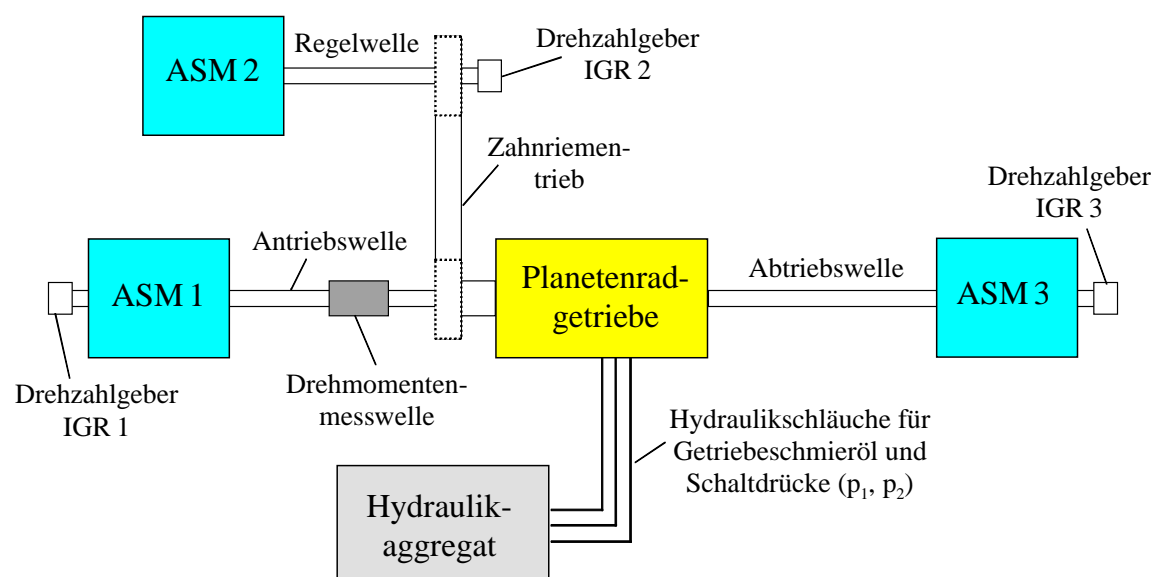 Regelwelle
ASM 2
Drehzahlgeber
IGR 2
Zahnriemen-
trieb
Drehzahlgeber
IGR 3
Antriebswelle
ASM 1
Planetenrad-
getriebe
Abtriebswelle
ASM 3
Drehzahlgeber
IGR 1
Drehmomenten-
messwelle
Hydraulikschläuche für
Getriebeschmieröl und
Schaltdrücke (p₁, p₂)
Hydraulik-
aggregat